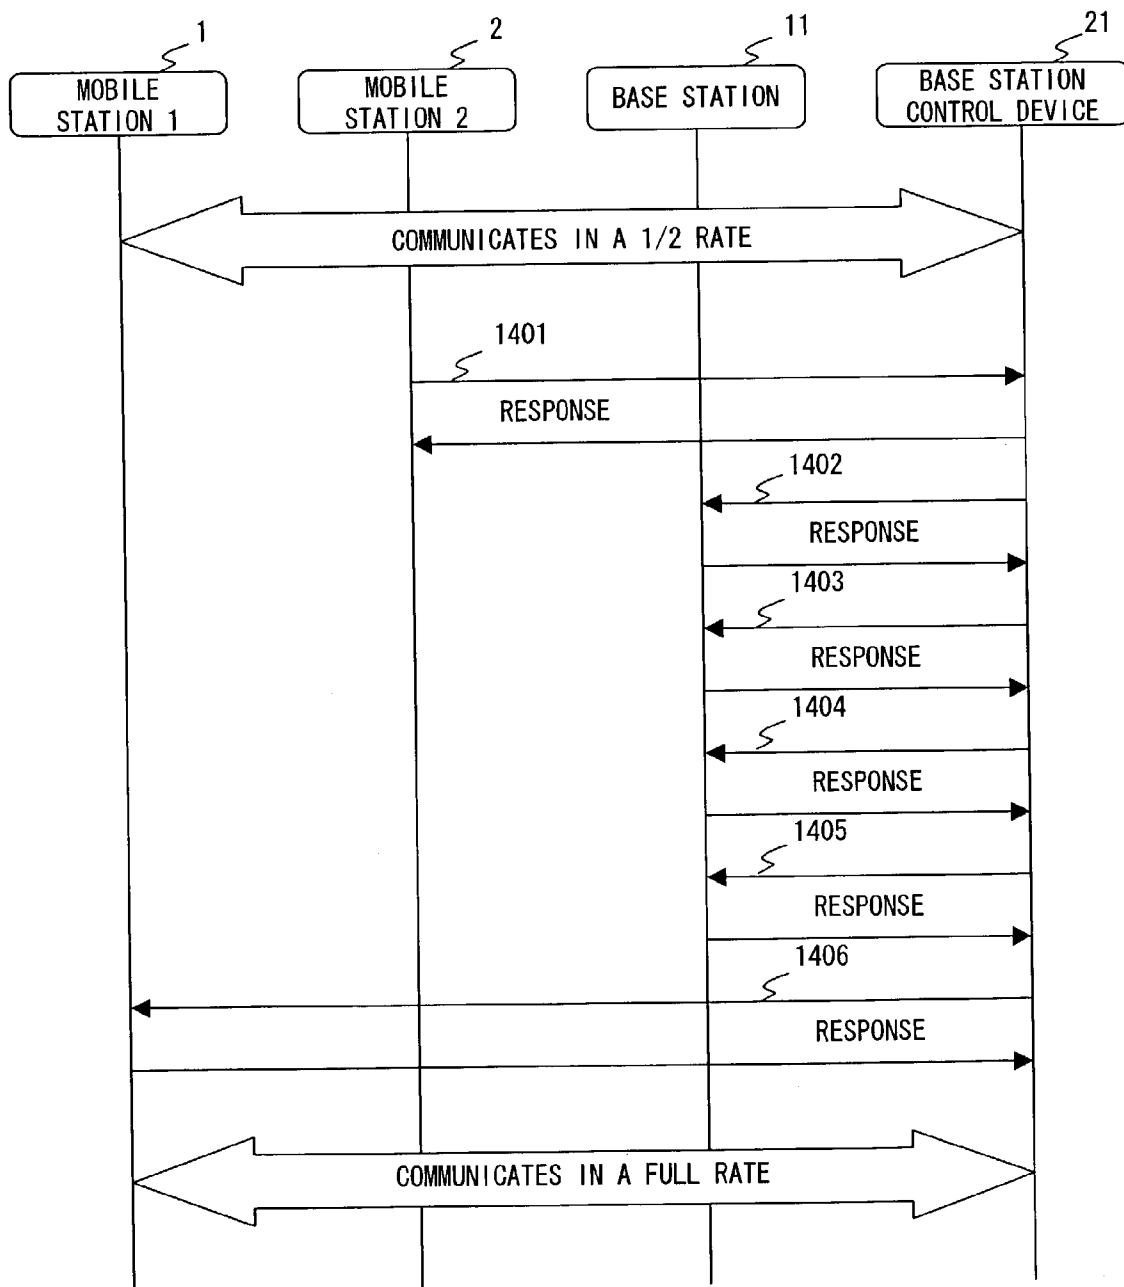 1
2
11
21
MOBILE
STATION 1
MOBILE
STATION 2
BASE STATION
BASE STATION
CONTROL DEVICE
COMMUNICATES IN A 1/2 RATE
1401
RESPONSE
1402
RESPONSE
1403
RESPONSE
1404
RESPONSE
1405
RESPONSE
1406
RESPONSE
COMMUNICATES IN A FULL RATE